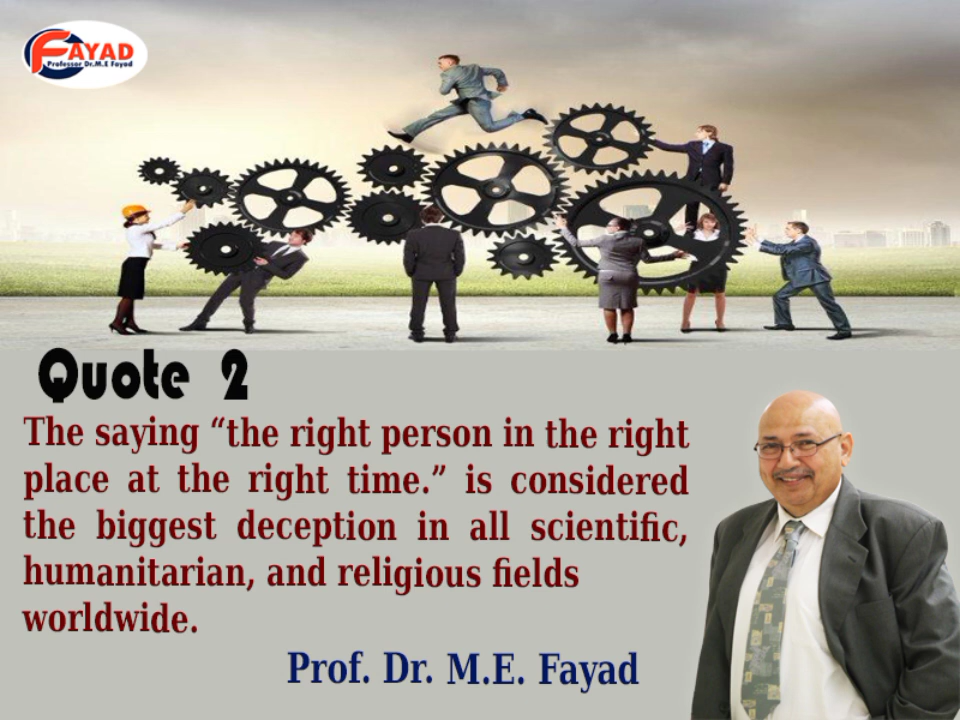 FAYAD
Professor Dr.M.E Fayad
Quote 2
The saying “the right person in the right
place at the right time.” is considered
the biggest deception in all scientific,
humanitarian, and religious fields
worldwide.
Prof. Dr. M.E. Fayad